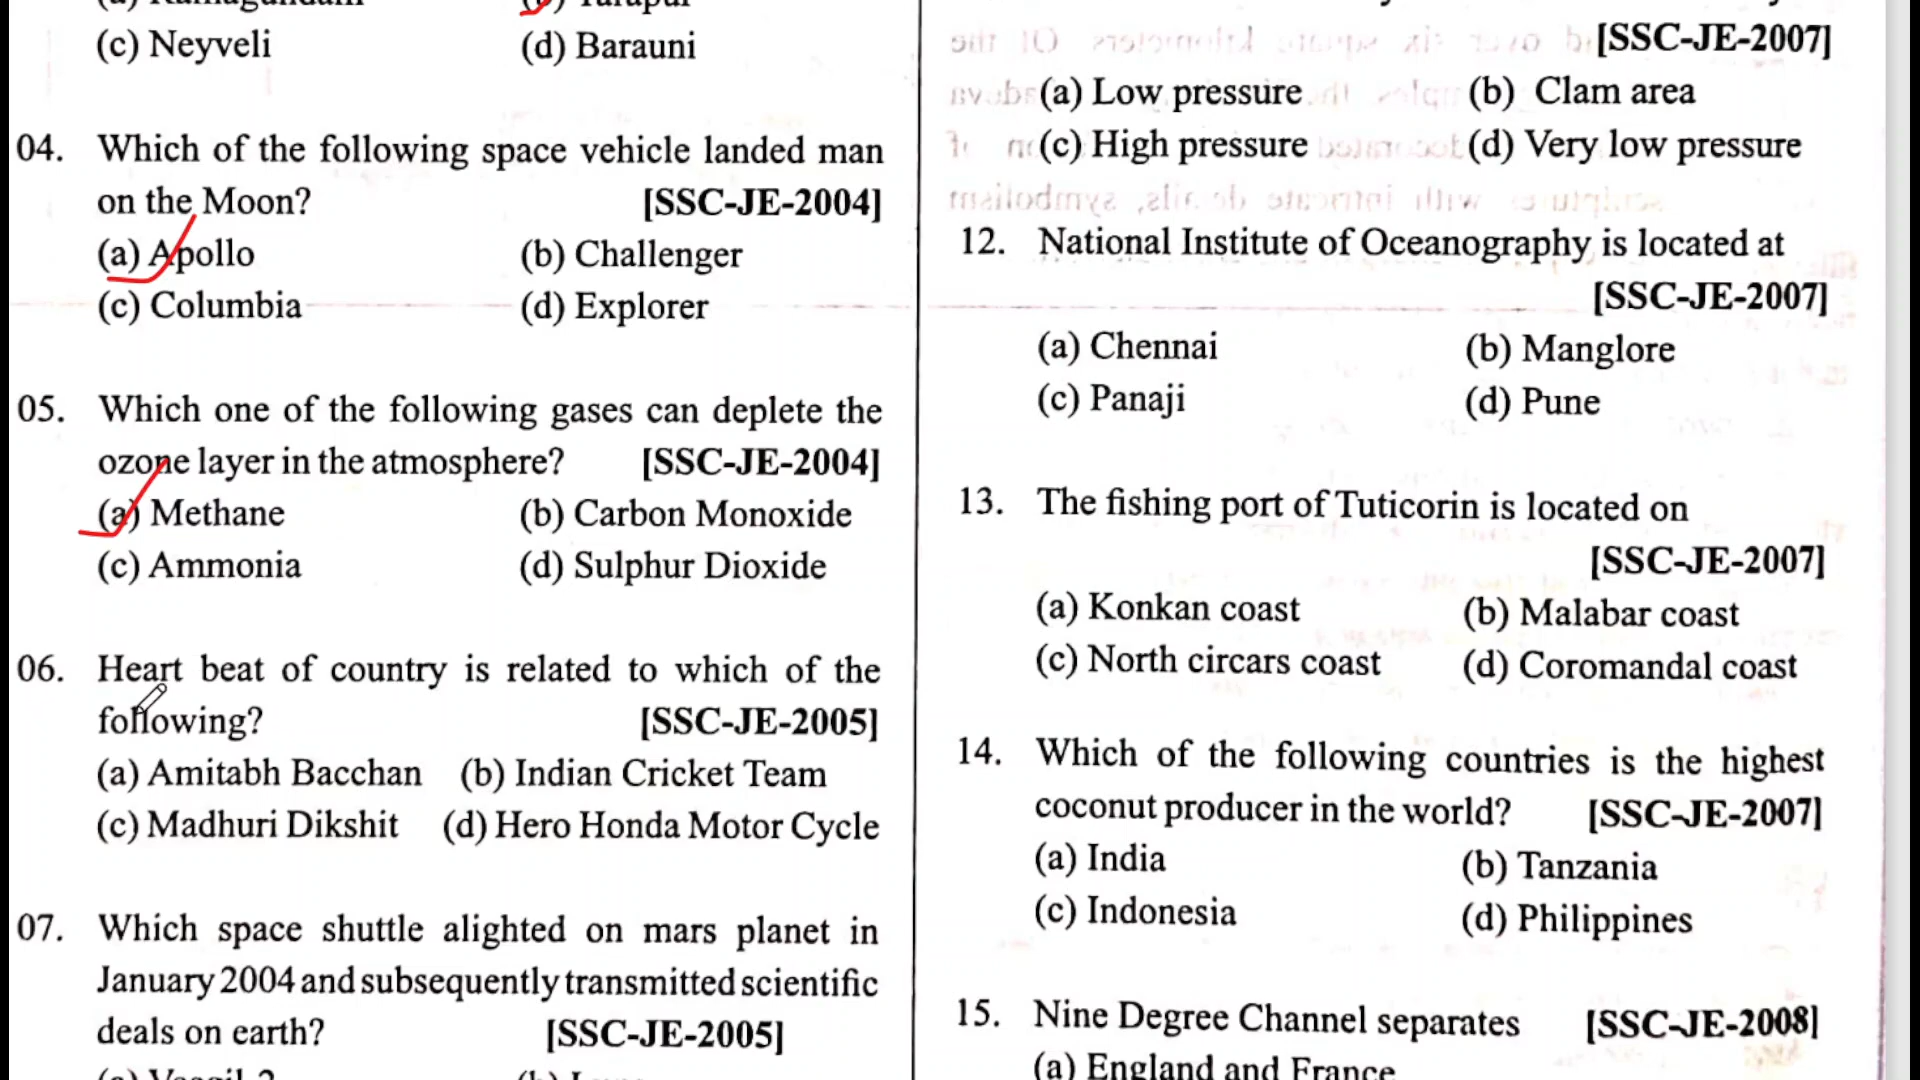 (c) Neyveli (d) Barauni
04. Which of the following space vehicle landed man
on the Moon? [SSC-JE-2004]
(a) Apollo (b) Challenger
(c) Columbia (d) Explorer
05. Which one of the following gases can deplete the
ozone layer in the atmosphere? [SSC-JE-2004]
(a) Methane (b) Carbon Monoxide
(c) Ammonia (d) Sulphur Dioxide
06. Heart beat of country is related to which of the
following? [SSC-JE-2005]
(a) Amitabh Bacchan (b) Indian Cricket Team
(c) Madhuri Dikshit (d) Hero Honda Motor Cycle
07. Which space shuttle alighted on mars planet in
January 2004 and subsequently transmitted scientific
deals on earth? [SSC-JE-2005]
[SSC-JE-2007]
(a) Low pressure (b) Clam area
(c) High pressure (d) Very low pressure
12. National Institute of Oceanography is located at
[SSC-JE-2007]
(a) Chennai (b) Manglore
(c) Panaji (d) Pune
13. The fishing port of Tuticorin is located on
[SSC-JE-2007]
(a) Konkan coast (b) Malabar coast
(c) North circars coast (d) Coromandal coast
14. Which of the following countries is the highest
coconut producer in the world? [SSC-JE-2007]
(a) India (b) Tanzania
(c) Indonesia (d) Philippines
15. Nine Degree Channel separates [SSC-JE-2008]
(a) England and France